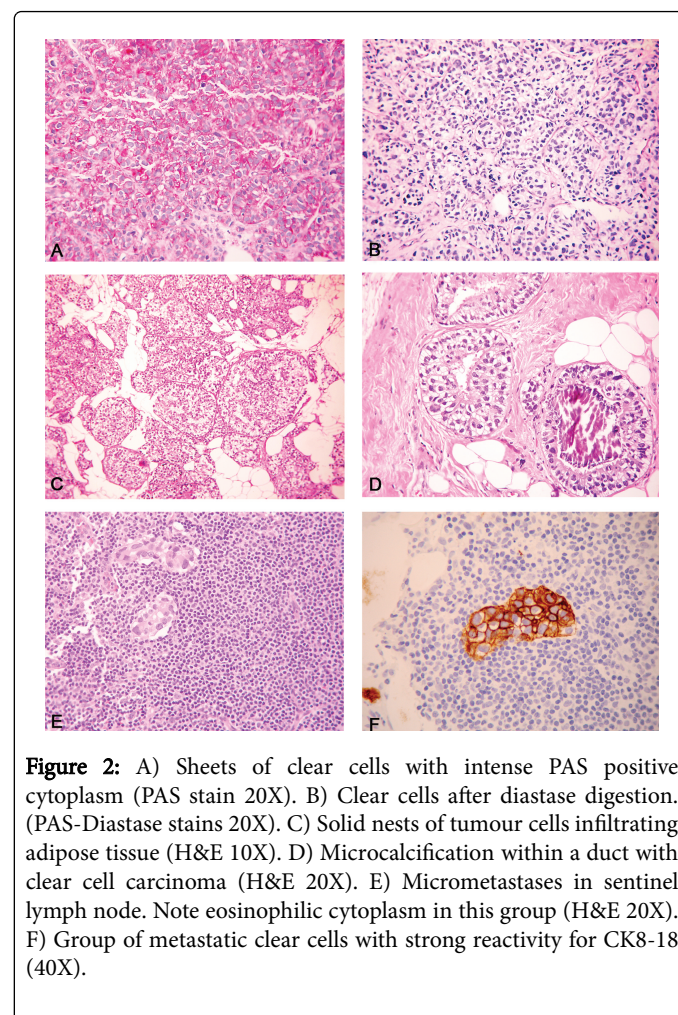 A
B
C
D
E
F
Figure 2: A) Sheets of clear cells with intense PAS positive
cytoplasm (PAS stain 20X). B) Clear cells after diastase digestion.
(PAS-Diastase stains 20X). C) Solid nests of tumour cells infiltrating
adipose tissue (H&E 10X). D) Microcalcification within a duct with
clear cell carcinoma (H&E 20X). E) Micrometastases in sentinel
lymph node. Note eosinophilic cytoplasm in this group (H&E 20X).
F) Group of metastatic clear cells with strong reactivity for CK8-18
(40X).